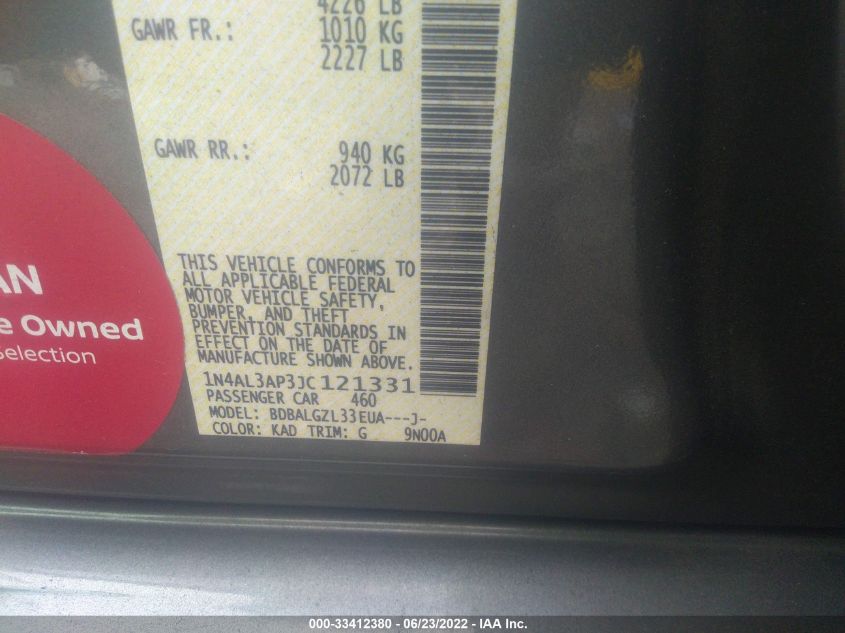 4226 LB
GAWR FR.: 1010 KG
2227 LB
GAWR RR.: 940 KG
2072 LB
THIS VEHICLE CONFORMS TO
ALL APPLICABLE FEDERAL
MOTOR VEHICLE SAFETY,
BUMPER, AND THEFT
PREVENTION STANDARDS IN
EFFECT ON THE DATE OF
MANUFACTURE SHOWN ABOVE.
1N4AL3AP3JC121331
PASSENGER CAR 460
MODEL: BDBALGZL33EUA---J-
COLOR: KAD TRIM: G 9N00A
AN
e Owned
Selection
000-33412380 - 06/23/2022 - IAA Inc.